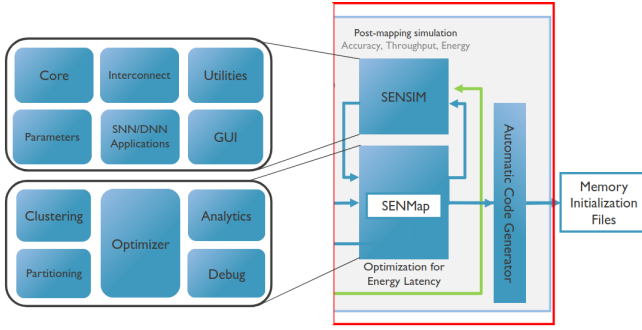 Post-mapping simulation
Accuracy, Throughput, Energy
Core
Interconnect
Utilities
Parameters
SNN/DNN
Applications
GUI
SENSIM
Clustering
Optimizer
Analytics
Partitioning
Debug
SENMap
Optimization for
Energy Latency
Automatic Code Generator
Memory
Initialization
Files